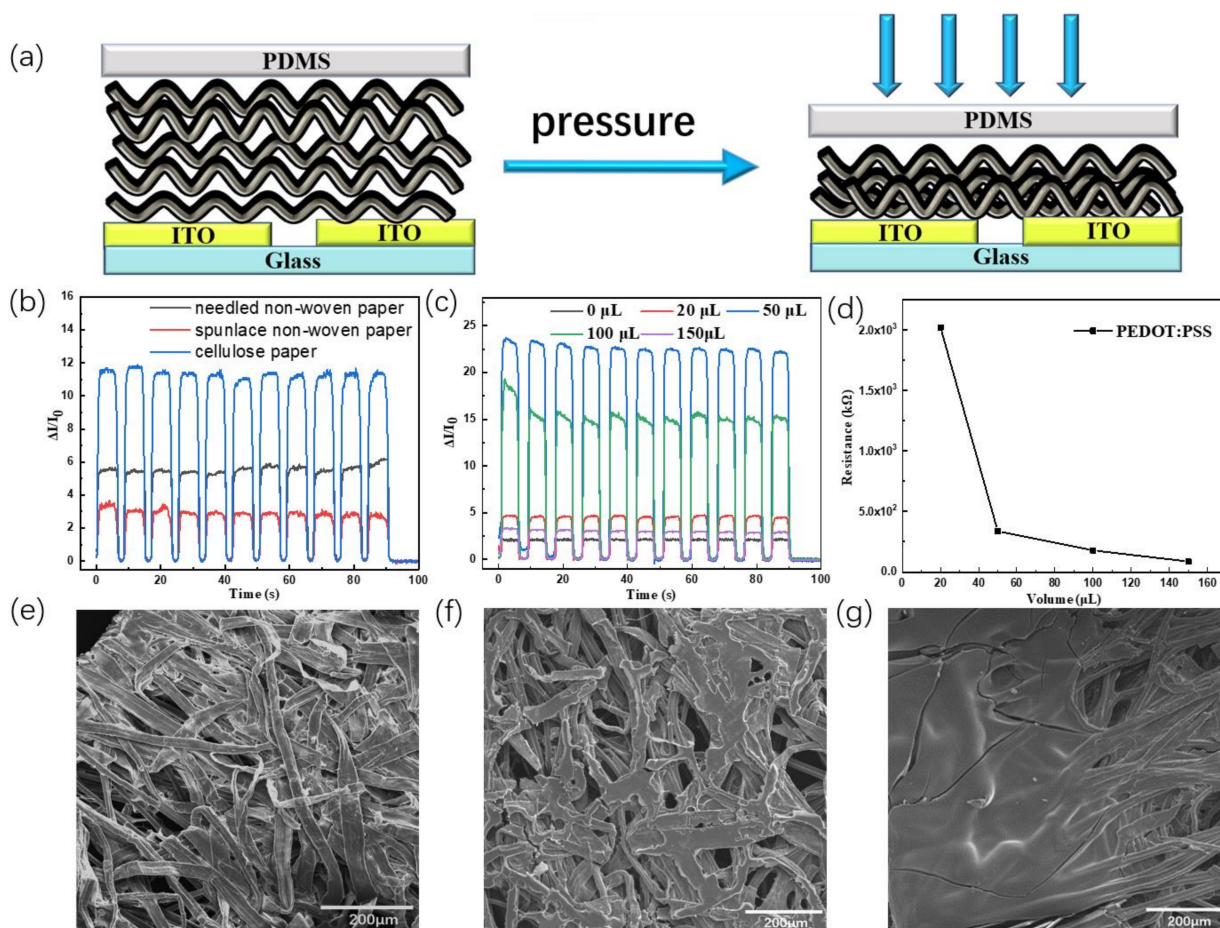 (a)
PDMS
ITO
ITO
Glass
pressure
PDMS
ITO
ITO
Glass
(b)
16
14
12
10
8
6
4
2
0
ΔI/I0
needled non-woven paper
spunlace non-woven paper
cellulose paper
0 20 40 60 80 100
Time (s)
(c)
25
20
15
10
5
0
ΔI/I0
0 μL 20 μL 50 μL
100 μL 150μL
0 20 40 60 80 100
Time (s)
(d)
2.0x10³
1.5x10³
1.0x10³
5.0x10²
0.0
Resistance (kΩ)
PEDOT:PSS
0 20 40 60 80 100 120 140 160
Volume (μL)
(e)
200μm
(f)
200μm
(g)
200μm